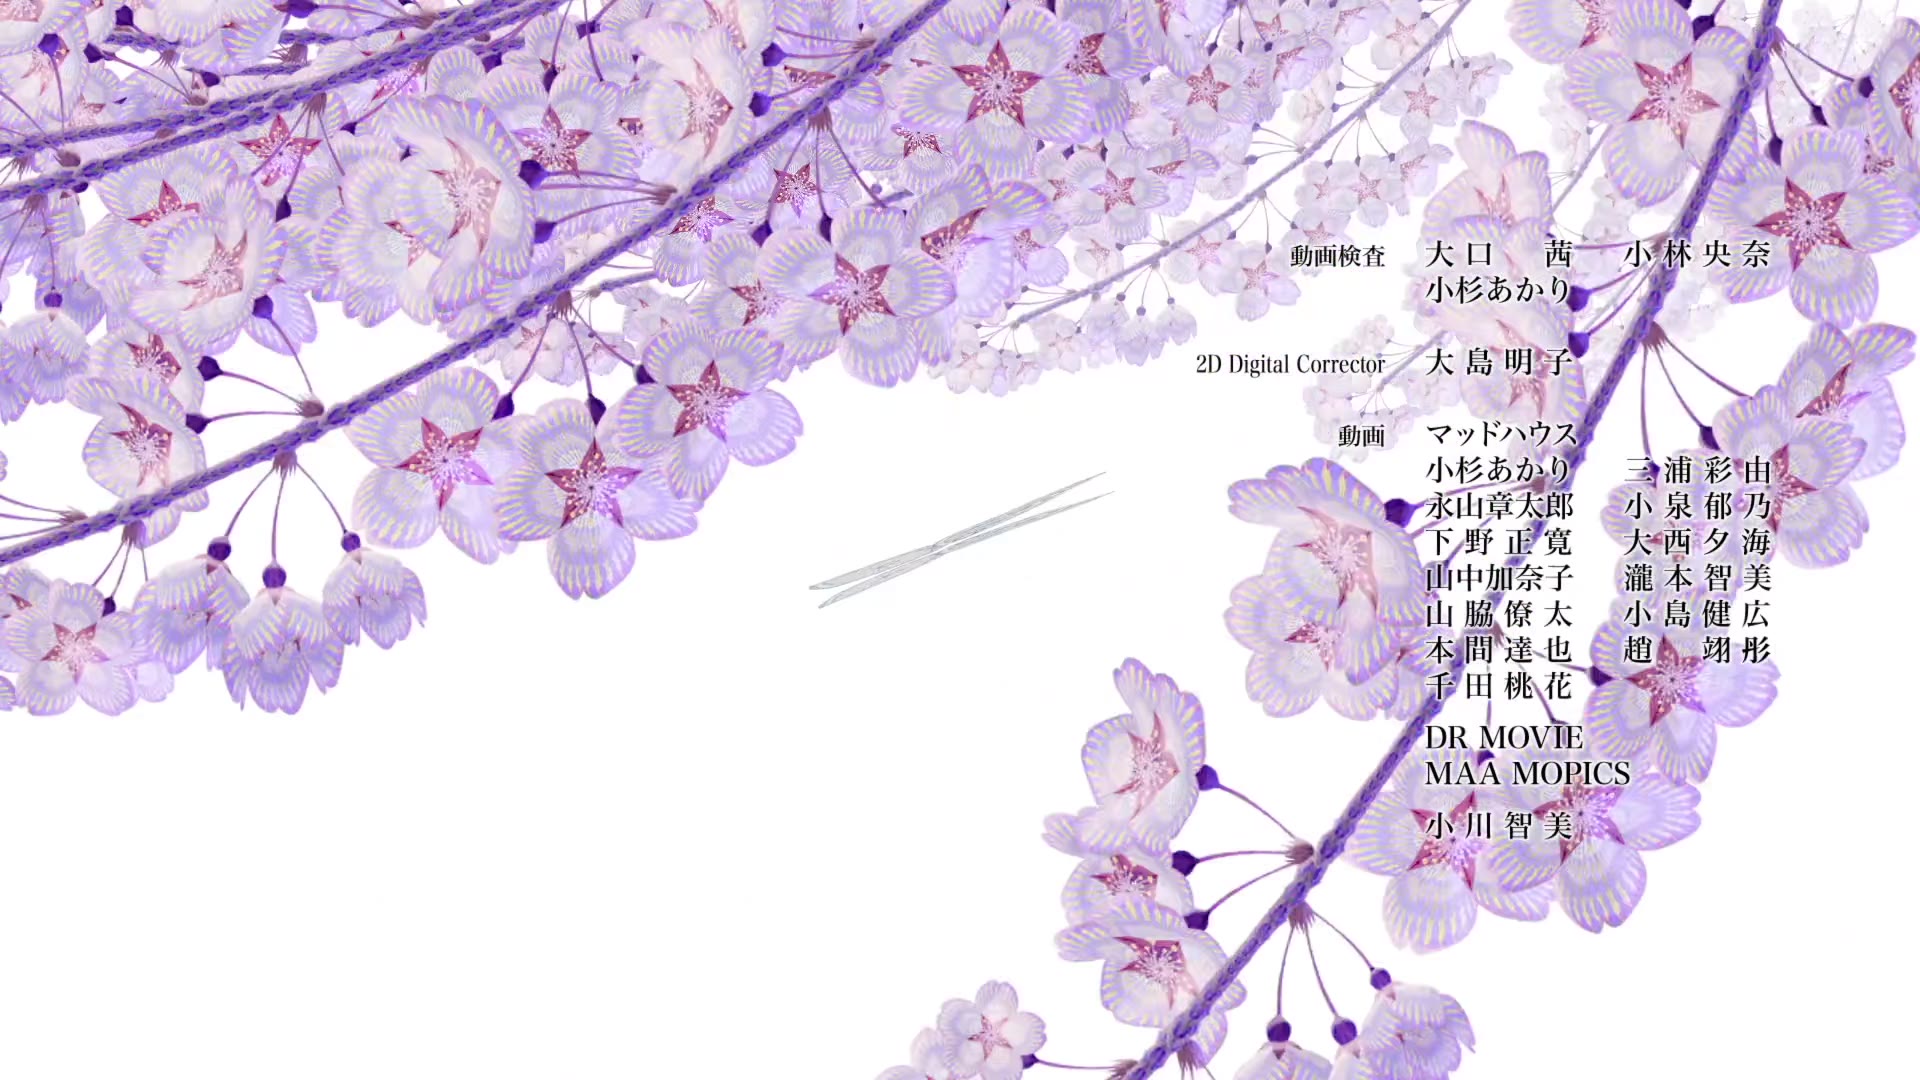 動画検査 大口 茜 小林央奈
小杉あかり
2D Digital Corrector 大島明子
動画 マッドハウス
小杉あかり 三浦彩由
永山章太郎 小泉郁乃
下野正寛 大西夕海
山中加奈子 瀧本智美
山脇僚太 小島健広
本間達也 趙 翊彤
千田桃花
DR MOVIE
MAA MOPICS
小川智美